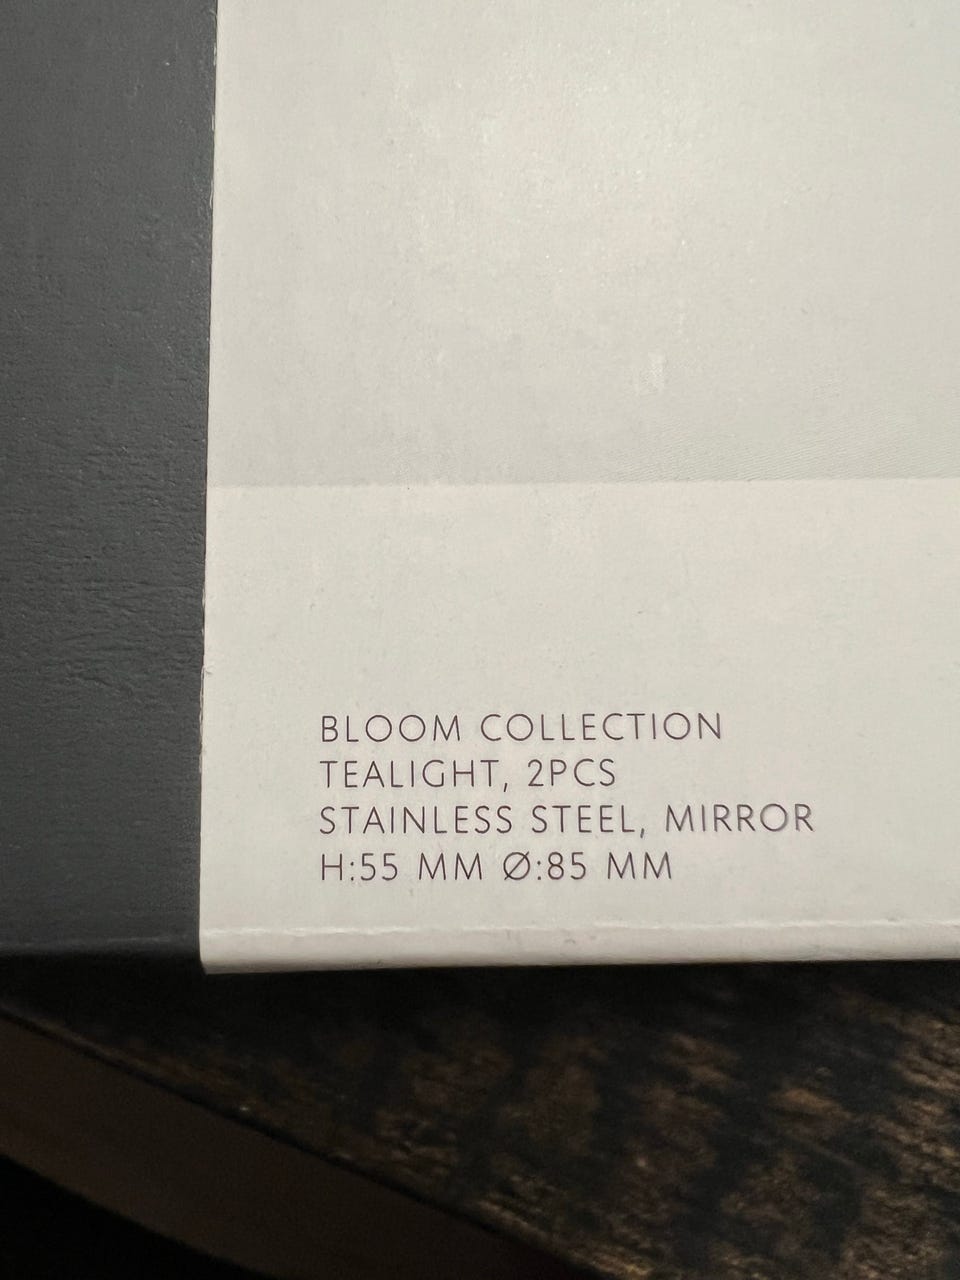 BLOOM COLLECTION
TEALIGHT, 2PCS
STAINLESS STEEL, MIRROR
H:55 MM Ø:85 MM